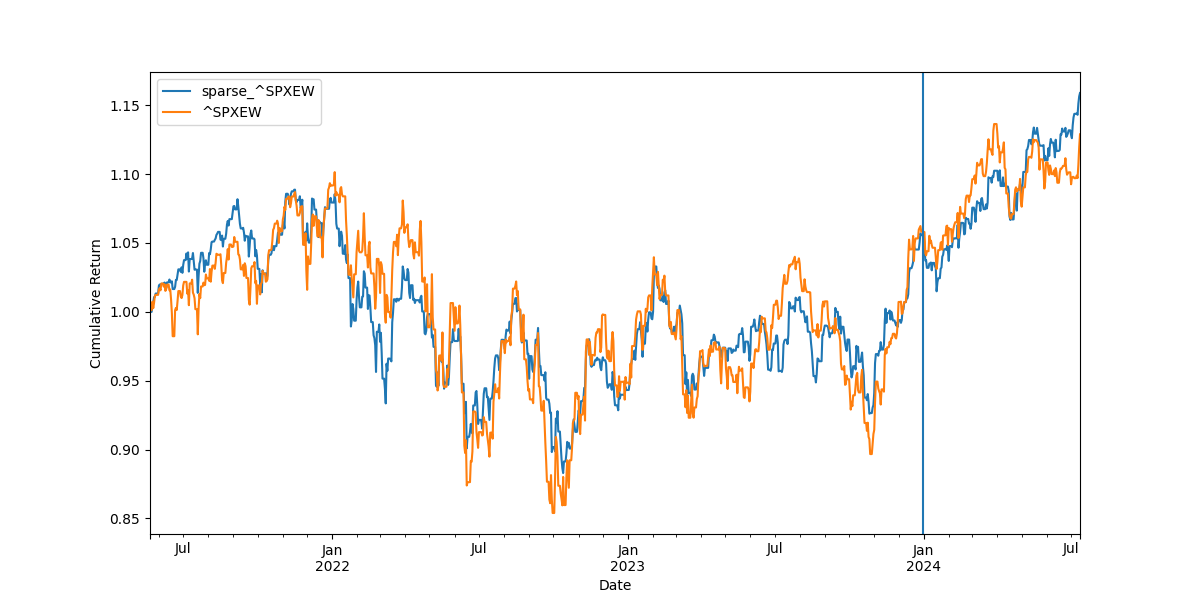 sparse_^SPXEW
^SPXEW
1.15
1.10
1.05
1.00
0.95
0.90
0.85
Cumulative Return
Jul
Jan
2022
Jul
Jan
2023
Jul
Jan
2024
Jul
Date